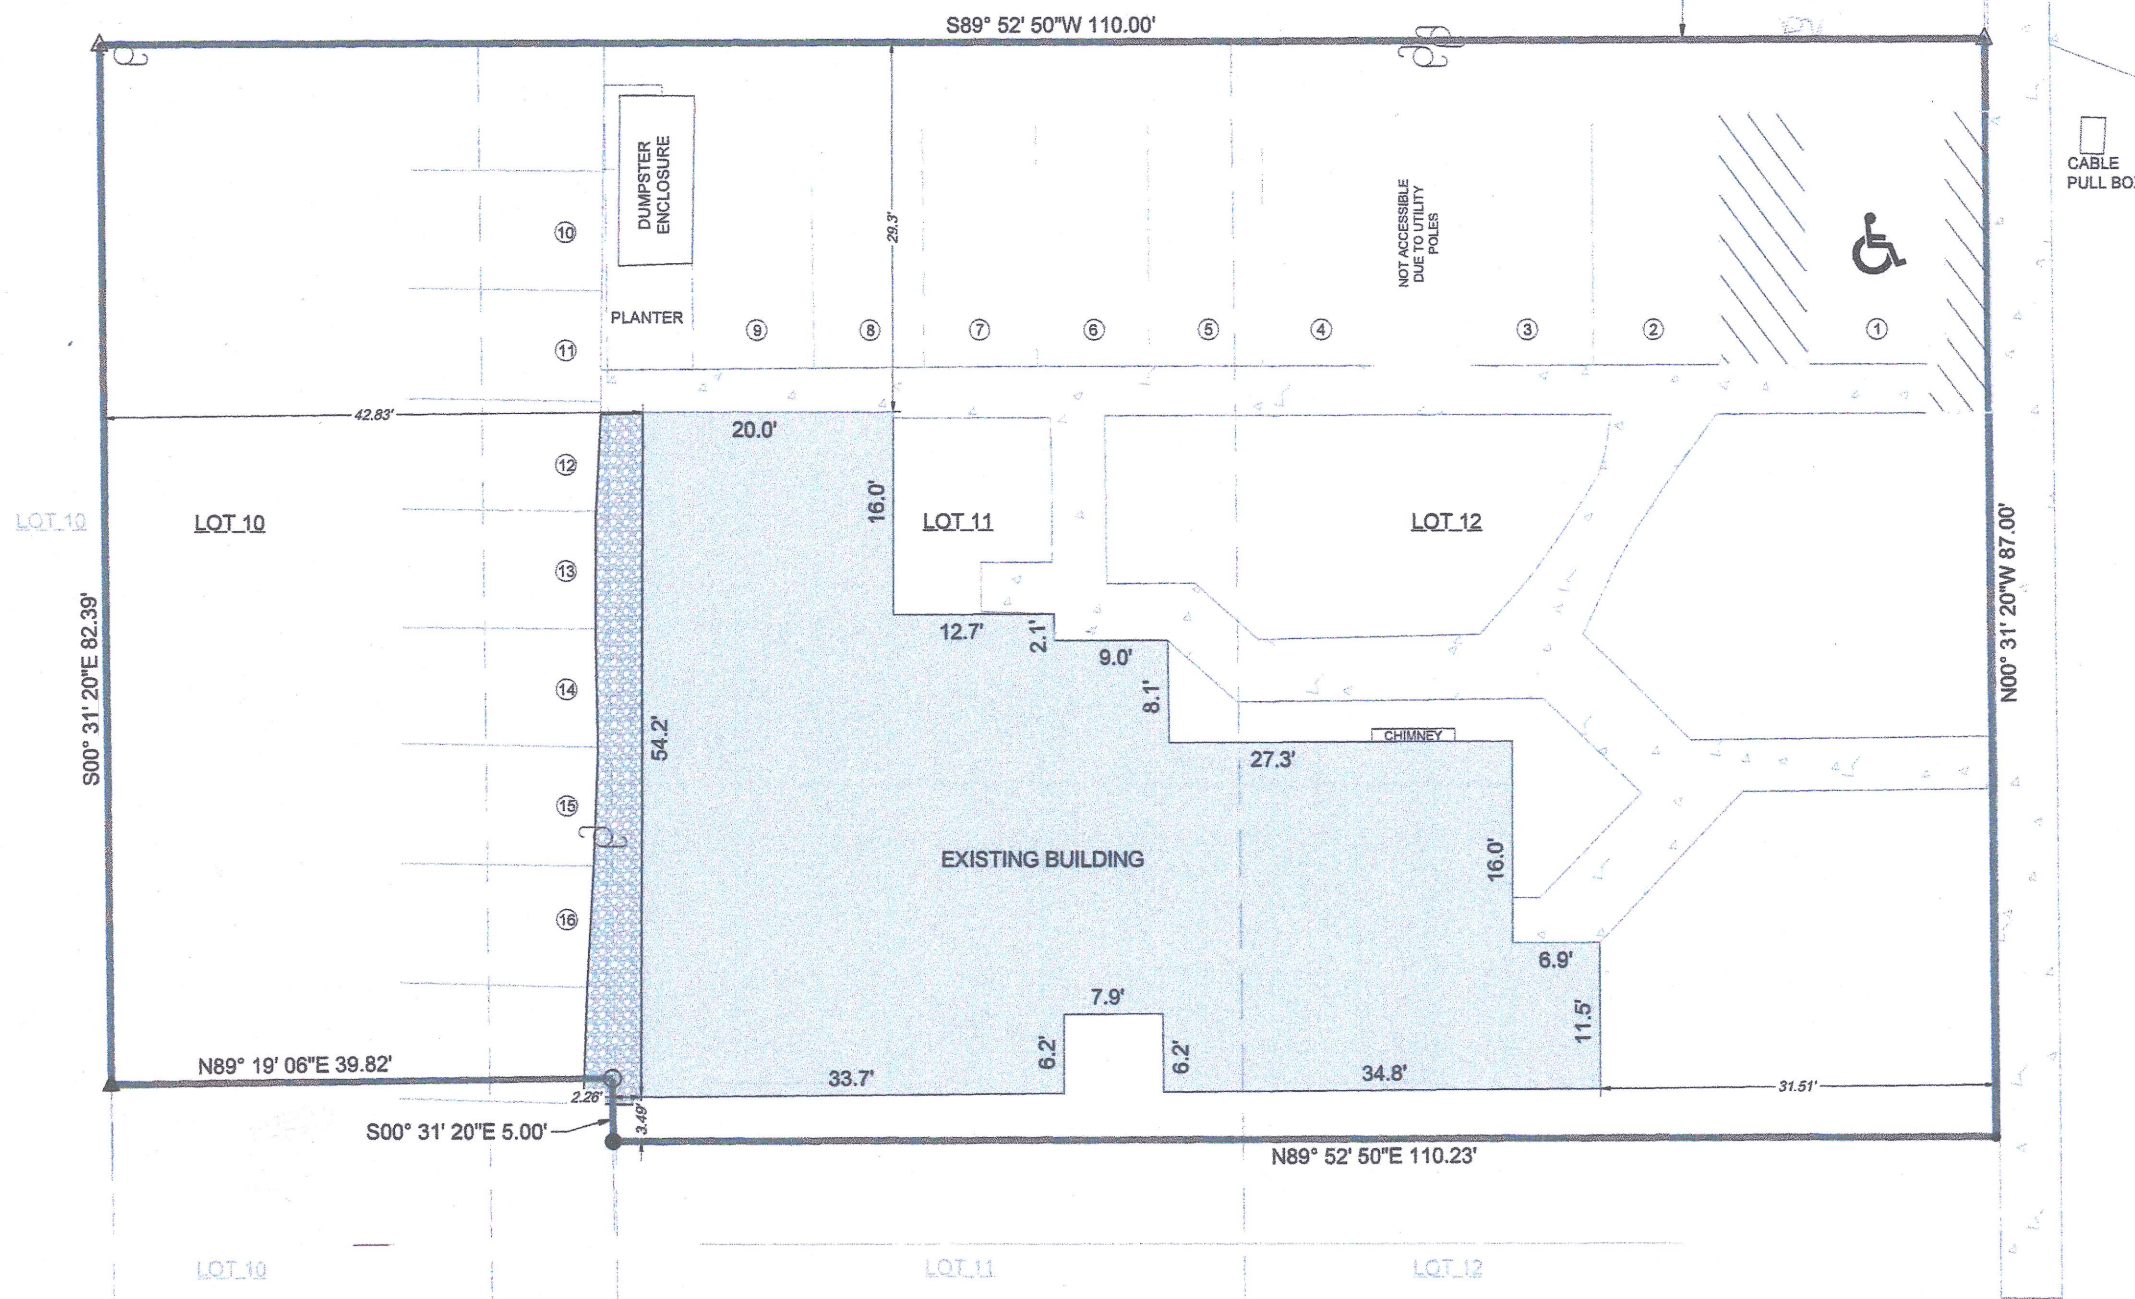 S89° 52' 50"W 110.00'
DUMPSTER
ENCLOSURE
29.3'
NOT ACCESSIBLE
DUE TO UTILITY
POLES
CABLE
PULL BO
10
PLANTER
9
8
7
6
5
4
3
2
1
11
42.83'
20.0'
12
16.0'
LOT 10
LOT 10
LOT 11
LOT 12
13
N00° 31' 20"W 87.00'
12.7'
2.1'
9.0'
S00° 31' 20"E 82.39'
14
8.1'
54.2'
CHIMNEY
27.3'
15
EXISTING BUILDING
16.0'
16
6.9'
7.9'
11.5'
N89° 19' 06"E 39.82'
6.2'
6.2'
33.7'
34.8'
31.51'
2.26'
3.49'
S00° 31' 20"E 5.00'
N89° 52' 50"E 110.23'
LOT 10
LOT 11
LOT 12